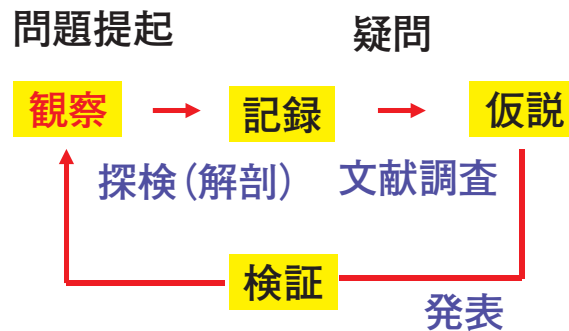 問題提起 疑問
観察 記録 仮説
探検(解剖) 文献調査
検証
発表